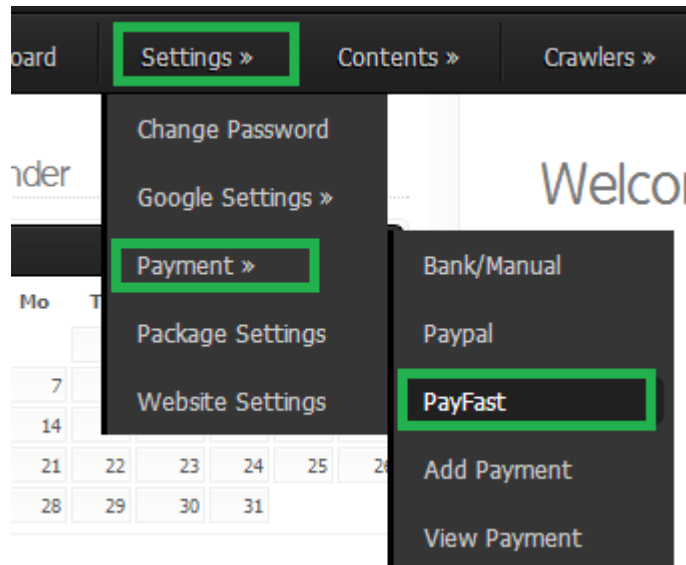 oard Settings » Contents » Crawlers »
Change Password
nder
Welco
Google Settings »
Payment » Bank/Manual
Mo T
Package Settings Paypal
7
Website Settings PayFast
14
21 22 23 24 25 26
Add Payment
28 29 30 31
View Payment